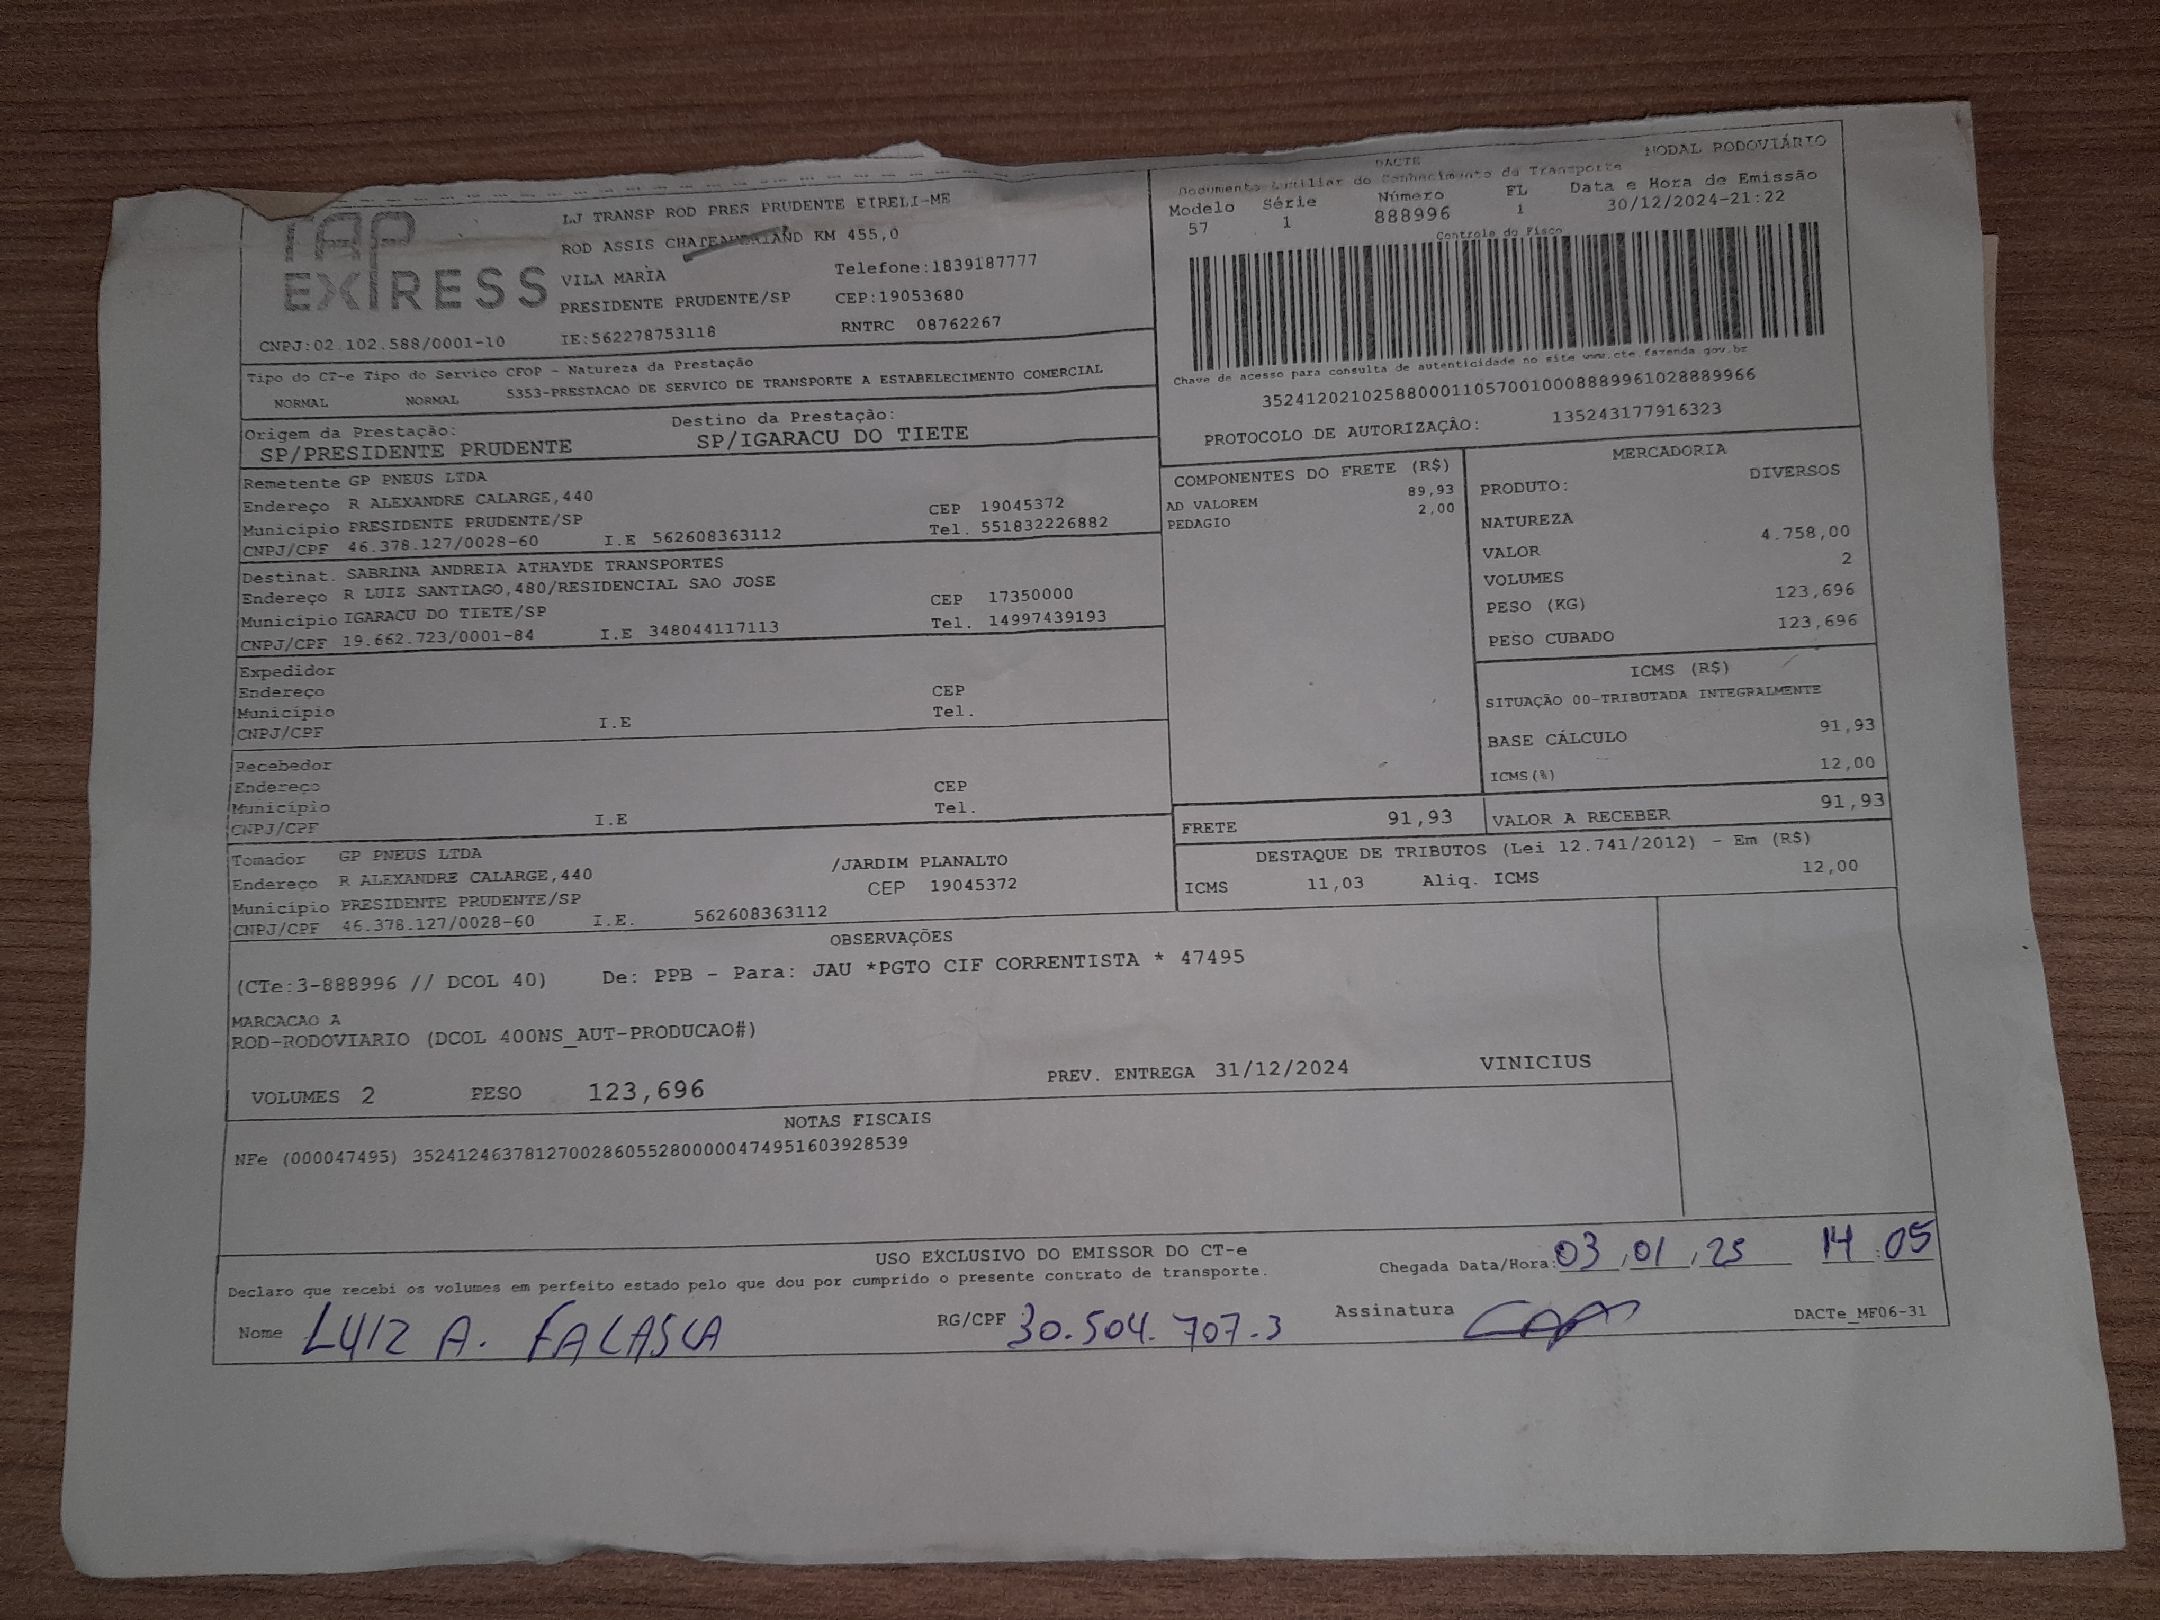 TAP
EXPRESS
LJ TRANSP ROD PRES PRUDENTE EIRELI-ME
ROD ASSIS CHATEAUBRIAND KM 455,0
VILA MARIA Telefone:1839187777
PRESIDENTE PRUDENTE/SP CEP:19053680
CNPJ:02.102.588/0001-10 IE:562278753118 RNTRC 08762267
DACTE MODAL RODOVIÁRIO
Documento Auxiliar do Conhecimento de Transporte
Modelo Série Número FL Data e Hora de Emissão
57 1 888996 1 30/12/2024-21:22
Controle do Fisco
Chave de acesso para consulta de autenticidade no site www.cte.fazenda.gov.br
35241202102588000110570010008889961028889966
PROTOCOLO DE AUTORIZAÇÃO: 135243177916323
Tipo do CT-e Tipo do Servico CFOP - Natureza da Prestação
NORMAL NORMAL 5353-PRESTACAO DE SERVICO DE TRANSPORTE A ESTABELECIMENTO COMERCIAL
Origem da Prestação: Destino da Prestação:
SP/PRESIDENTE PRUDENTE SP/IGARACU DO TIETE
Remetente GP PNEUS LTDA
Endereço R ALEXANDRE CALARGE,440 CEP 19045372
Município PRESIDENTE PRUDENTE/SP Tel. 551832226882
CNPJ/CPF 46.378.127/0028-60 I.E 562608363112
Destinat. SABRINA ANDREIA ATHAYDE TRANSPORTES
Endereço R LUIZ SANTIAGO,480/RESIDENCIAL SAO JOSE CEP 17350000
Município IGARACU DO TIETE/SP Tel. 14997439193
CNPJ/CPF 19.662.723/0001-84 I.E 348044117113
Expedidor
Endereço CEP
Município Tel.
CNPJ/CPF I.E
Recebedor
Endereço CEP
Município Tel.
CNPJ/CPF I.E
Tomador GP PNEUS LTDA /JARDIM PLANALTO
Endereço R ALEXANDRE CALARGE,440 CEP 19045372
Município PRESIDENTE PRUDENTE/SP
CNPJ/CPF 46.378.127/0028-60 I.E. 562608363112
COMPONENTES DO FRETE (R$)
AD VALOREM 89,93
PEDAGIO 2,00
MERCADORIA
PRODUTO: DIVERSOS
NATUREZA
VALOR 4.758,00
VOLUMES 2
PESO (KG) 123,696
PESO CUBADO 123,696
ICMS (R$)
SITUAÇÃO 00-TRIBUTADA INTEGRALMENTE
BASE CÁLCULO 91,93
ICMS(%) 12,00
FRETE 91,93 VALOR A RECEBER 91,93
DESTAQUE DE TRIBUTOS (Lei 12.741/2012) - Em (R$)
ICMS 11,03 Aliq. ICMS 12,00
OBSERVAÇÕES
(CTe:3-888996 // DCOL 40) De: PPB - Para: JAU *PGTO CIF CORRENTISTA * 47495
MARCACAO A
ROD-RODOVIARIO (DCOL 400NS_AUT-PRODUCAO#)
VOLUMES 2 PESO 123,696 PREV. ENTREGA 31/12/2024 VINICIUS
NOTAS FISCAIS
NFe (000047495) 35241246378127002860552800000474951603928539
USO EXCLUSIVO DO EMISSOR DO CT-e
Declaro que recebi os volumes em perfeito estado pelo que dou por cumprido o presente contrato de transporte. Chegada Data/Hora: 03/01/25 14:05
Nome LUIZ A. FALASCA RG/CPF 30.504.707.3 Assinatura DACTe_MF06-31